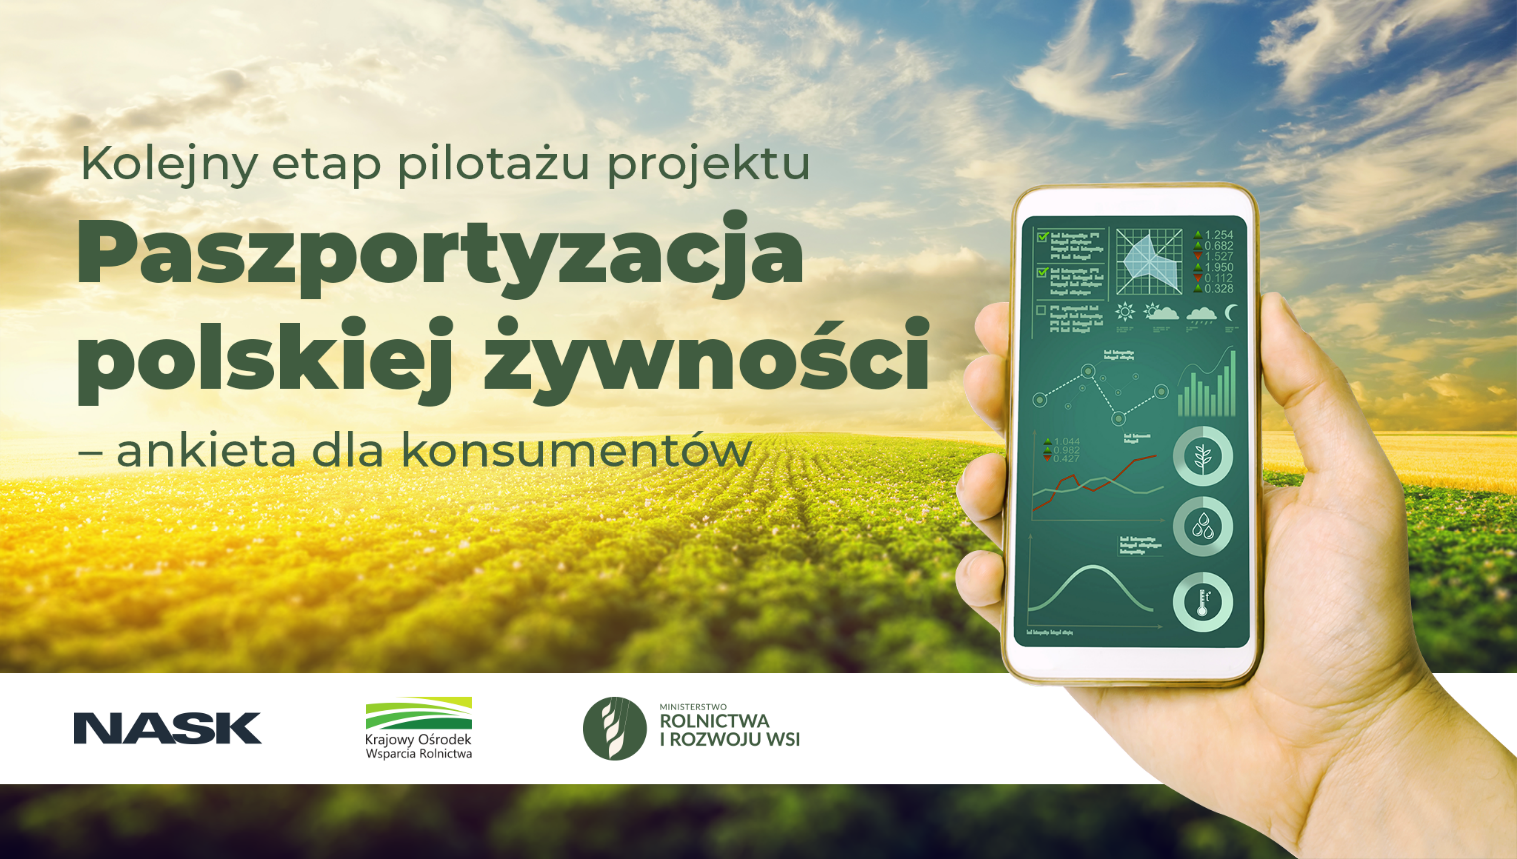 Kolejny etap pilotażu projektu
Paszportyzacja
polskiej żywności
– ankieta dla konsumentów
1.254
0.682
1.527
1.950
0.112
0.328
1.044
0.982
0.427
t°
NASK
Krajowy Ośrodek
Wsparcia Rolnictwa
MINISTERSTWO
ROLNICTWA
I ROZWOJU WSI